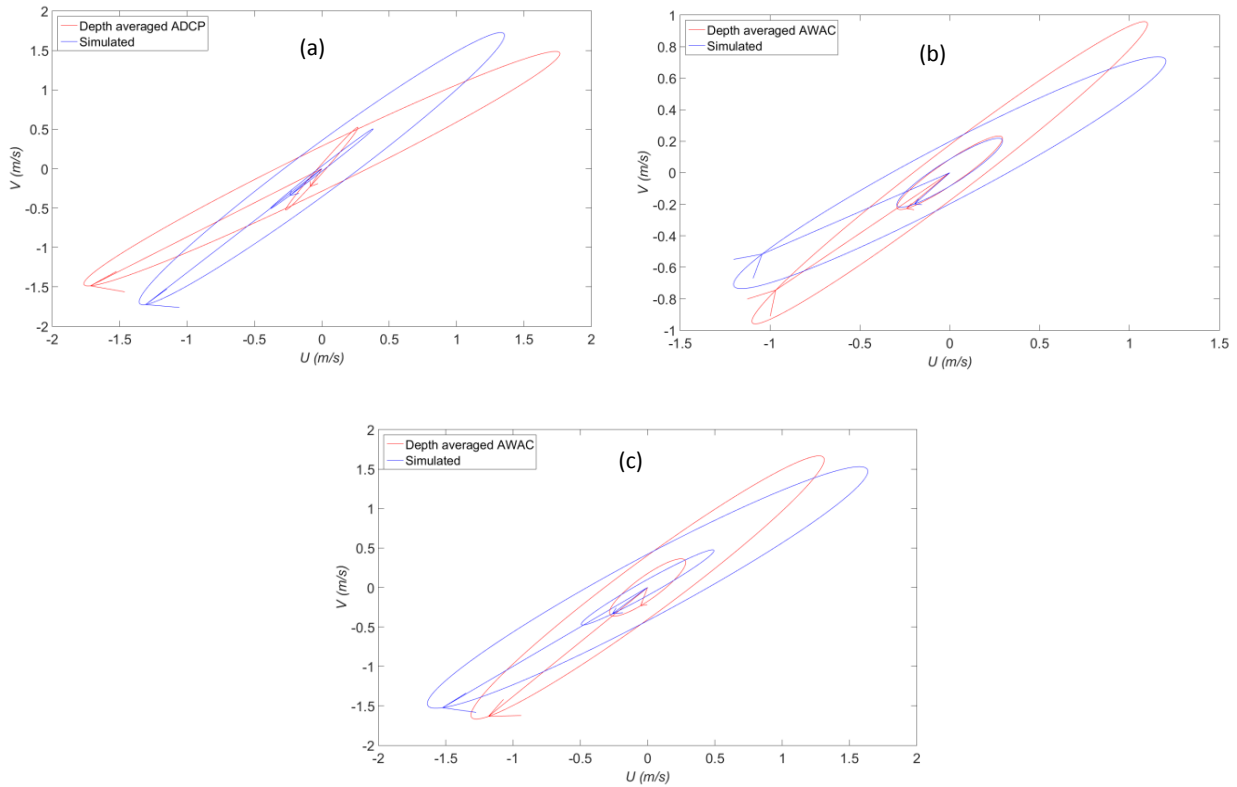 Depth averaged ADCP
Simulated
(a)
2
1.5
1
0.5
0
-0.5
-1
-1.5
-2
V (m/s)
-2 -1.5 -1 -0.5 0 0.5 1 1.5 2
U (m/s)
Depth averaged AWAC
Simulated
(b)
1
0.8
0.6
0.4
0.2
0
-0.2
-0.4
-0.6
-0.8
-1
V (m/s)
-1.5 -1 -0.5 0 0.5 1 1.5
U (m/s)
Depth averaged AWAC
Simulated
(c)
2
1.5
1
0.5
0
-0.5
-1
-1.5
-2
V (m/s)
-2 -1.5 -1 -0.5 0 0.5 1 1.5 2
U (m/s)